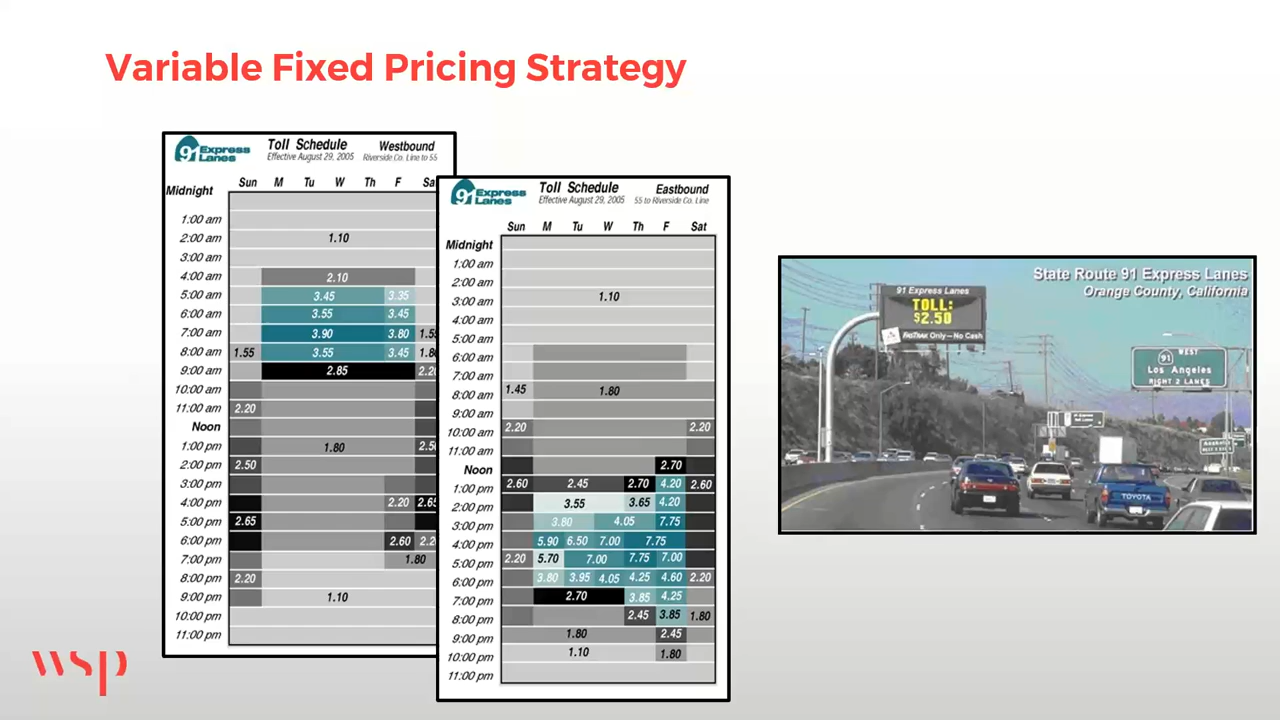 Variable Fixed Pricing Strategy
91 Express Lanes
Toll Schedule
Effective August 29, 2005
Westbound
Riverside Co. Line to 55
Sun M Tu W Th F
Midnight
1:00 am
2:00 am 1.10
3:00 am
4:00 am 2.10
5:00 am 3.45 3.35
6:00 am 3.55 3.45
7:00 am 3.90 3.80
8:00 am 1.55 3.55 3.45
9:00 am 2.85
10:00 am
11:00 am 2.20
Noon
1:00 pm 1.80
2:00 pm 2.50
3:00 pm
4:00 pm 2.20
5:00 pm 2.65
6:00 pm 2.60
7:00 pm 1.80
8:00 pm 2.20
9:00 pm 1.10
10:00 pm
11:00 pm
91 Express Lanes
Toll Schedule
Effective August 29, 2005
Eastbound
55 to Riverside Co. Line
Sun M Tu W Th F Sat
Midnight
1:00 am
2:00 am
3:00 am 1.10
4:00 am
5:00 am
6:00 am
7:00 am
8:00 am 1.45 1.80
9:00 am
10:00 am 2.20 2.20
11:00 am
Noon 2.70
1:00 pm 2.60 2.45 2.70 4.20 2.60
2:00 pm 3.55 3.65 4.20
3:00 pm 3.80 4.05 7.75
4:00 pm 5.90 6.50 7.00 7.75
5:00 pm 2.20 5.70 7.00 7.75 7.00
6:00 pm 3.80 3.95 4.05 4.25 4.60 2.20
7:00 pm 2.70 3.85 4.25
8:00 pm 2.45 3.85 1.80
9:00 pm 1.80 2.45
10:00 pm 1.10 1.80
11:00 pm
State Route 91 Express Lanes
Orange County, California
91 Express Lanes
TOLL:
$2.50
FasTrak Only – No Cash
91 WEST
Los Angeles
RIGHT 2 LANES
TOYOTA
wsp